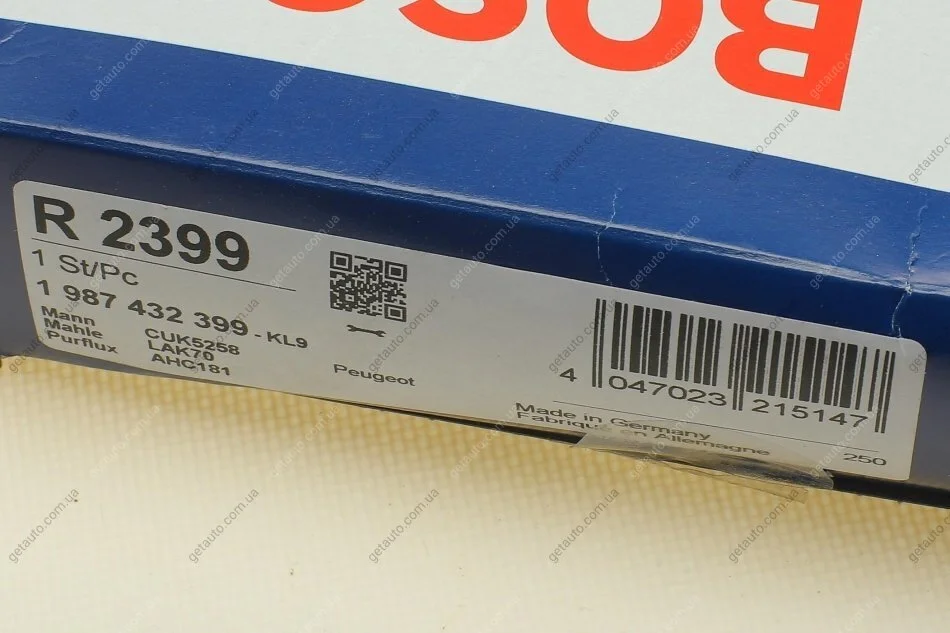 BOSCH
R 2399
1 St/Pc
1 987 432 399 - KL9
Mann CUK5258
Mahle LAK70
Purflux AHC181
Peugeot
4 047023 215147
Made in Germany
Fabriqué en Allemagne
250
getauto.com.ua